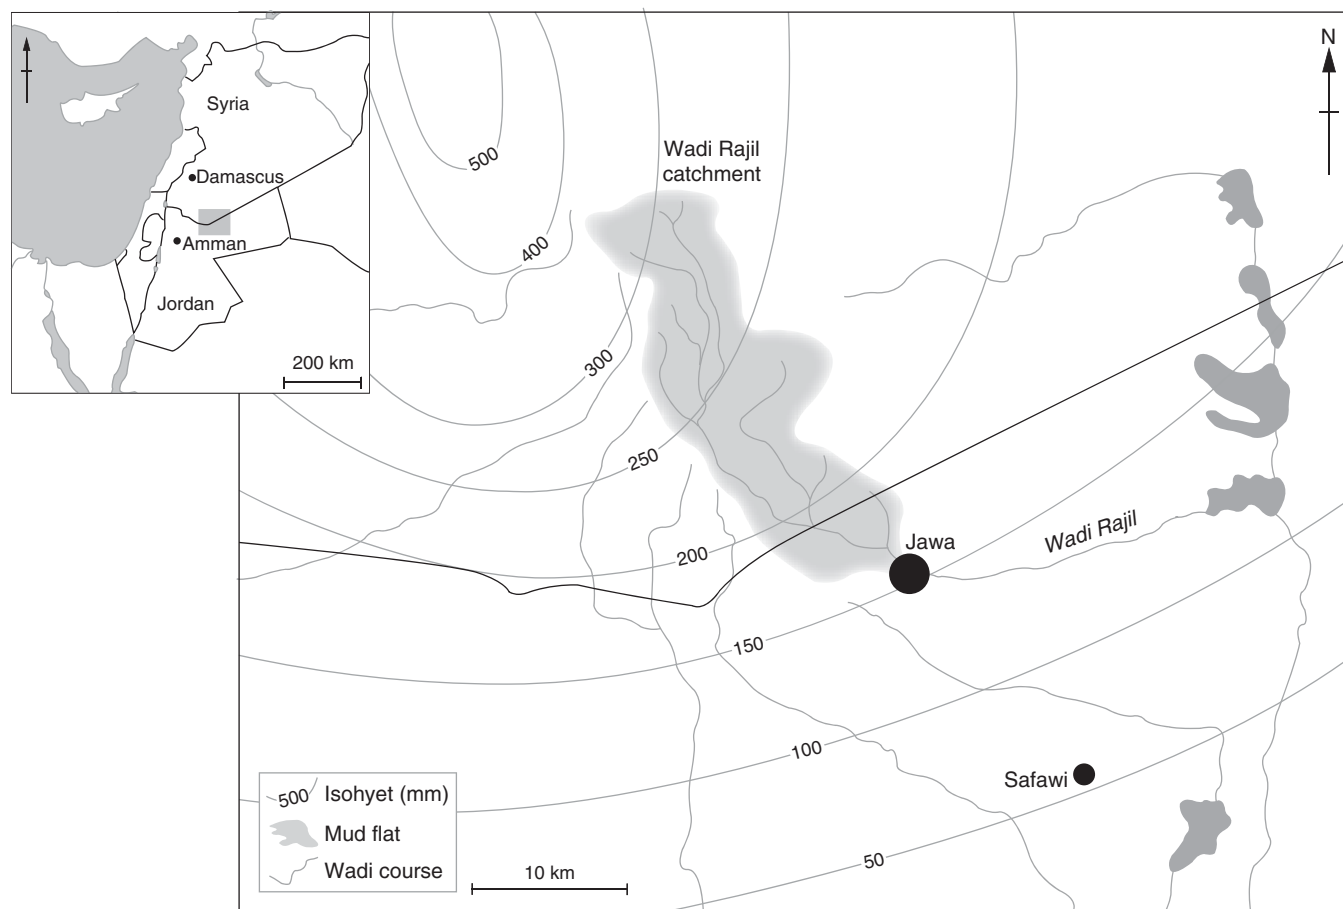 Syria
Damascus
Amman
Jordan
200 km
N
Wadi Rajil
catchment
500
400
300
250
200
150
100
50
Jawa
Wadi Rajil
Safawi
500 Isohyet (mm)
Mud flat
Wadi course
10 km